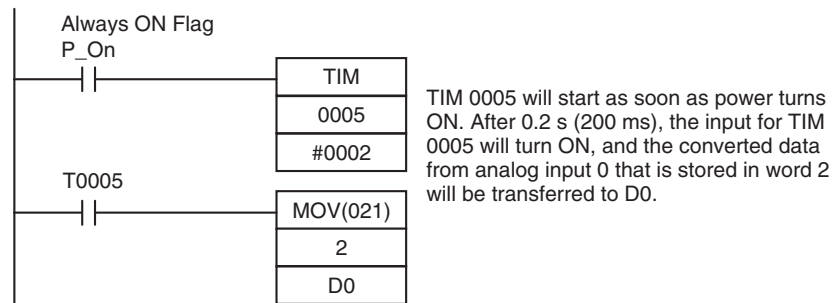 Always ON Flag
P_On
TIM
0005
#0002
TIM 0005 will start as soon as power turns
ON. After 0.2 s (200 ms), the input for TIM
0005 will turn ON, and the converted data
from analog input 0 that is stored in word 2
will be transferred to D0.
T0005
MOV(021)
2
D0